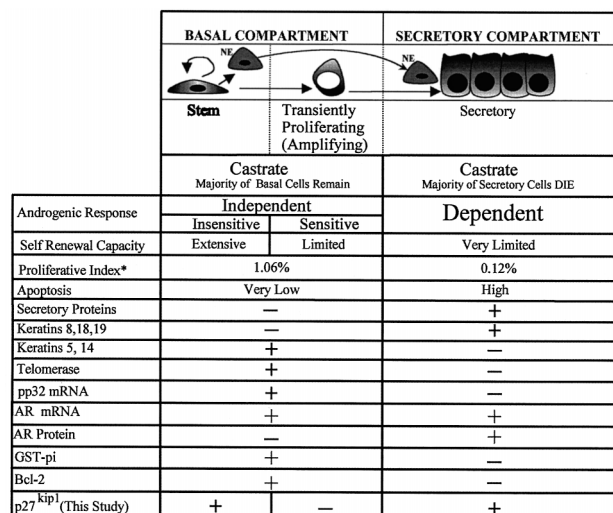 BASAL COMPARTMENT SECRETORY COMPARTMENT
NE NE
Stem Transiently Proliferating (Amplifying) Secretory
Castrate Castrate
Majority of Basal Cells Remain Majority of Secretory Cells DIE
Androgenic Response Independent Dependent
Insensitive Sensitive
Self Renewal Capacity Extensive Limited Very Limited
Proliferative Index* 1.06% 0.12%
Apoptosis Very Low High
Secretory Proteins — +
Keratins 8,18,19 — +
Keratins 5, 14 + —
Telomerase + —
pp32 mRNA + —
AR mRNA + +
AR Protein — +
GST-pi + —
Bcl-2 + —
p27 kip1 (This Study) + — +